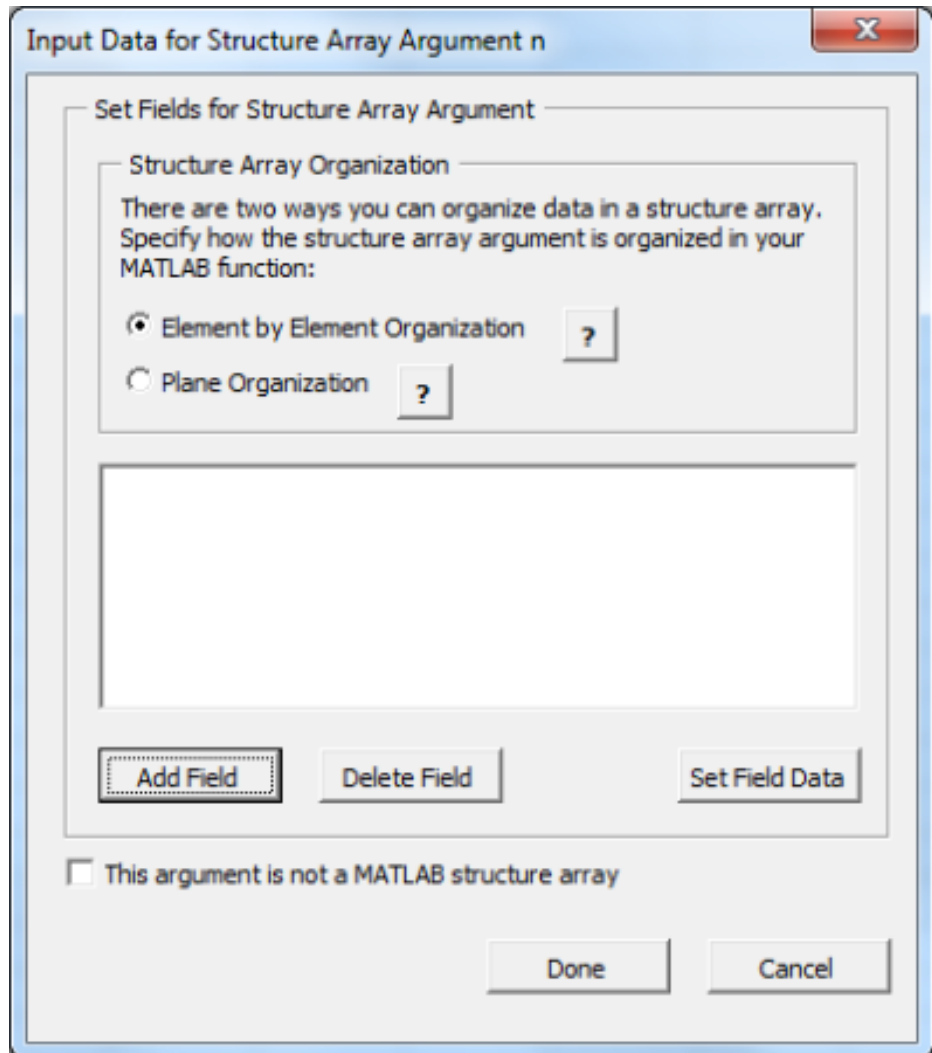 Input Data for Structure Array Argument n
Set Fields for Structure Array Argument
Structure Array Organization
There are two ways you can organize data in a structure array.
Specify how the structure array argument is organized in your
MATLAB function:
Element by Element Organization ?
Plane Organization ?
Add Field Delete Field Set Field Data
This argument is not a MATLAB structure array
Done Cancel